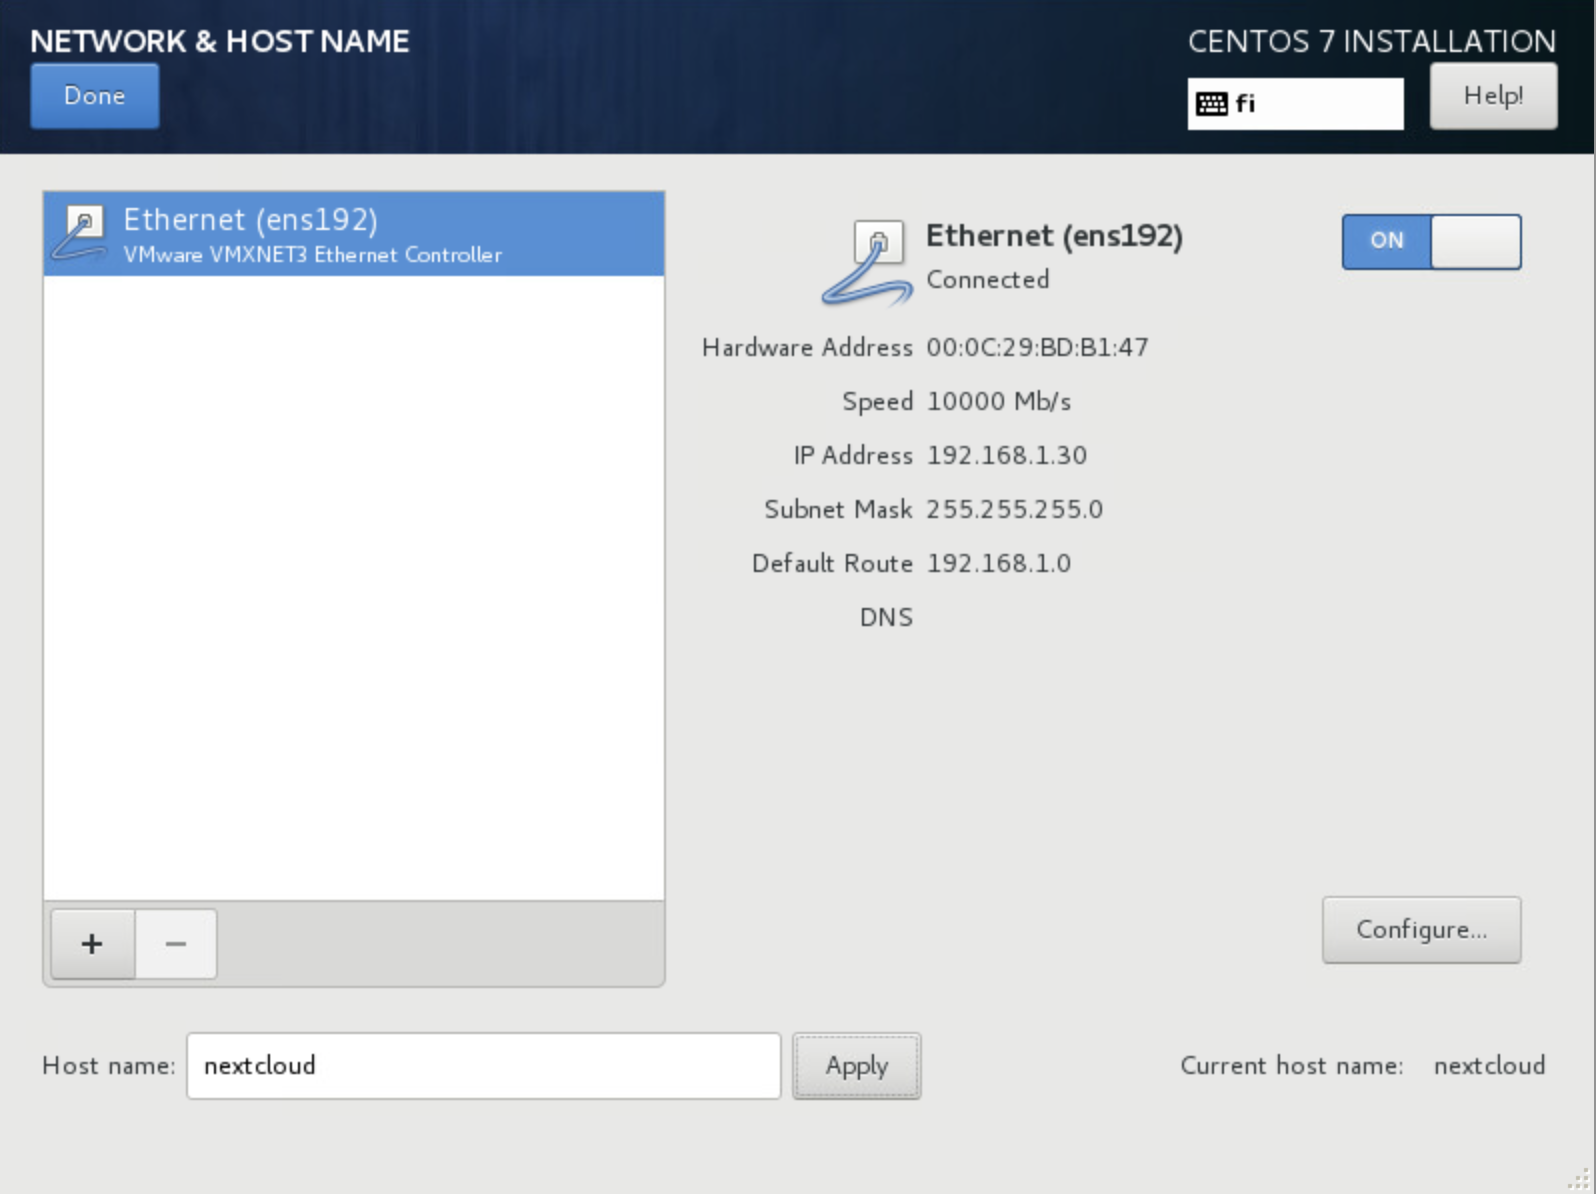 NETWORK & HOST NAME
CENTOS 7 INSTALLATION
Done
fi
Help!
Ethernet (ens192)
VMware VMXNET3 Ethernet Controller
Ethernet (ens192)
Connected
ON
Hardware Address 00:0C:29:BD:B1:47
Speed 10000 Mb/s
IP Address 192.168.1.30
Subnet Mask 255.255.255.0
Default Route 192.168.1.0
DNS
+ −
Configure...
Host name: nextcloud Apply
Current host name: nextcloud